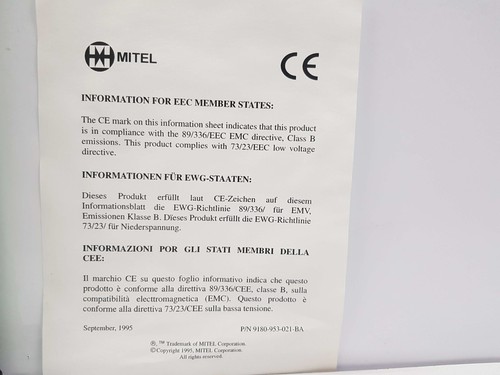 MITEL
CE
INFORMATION FOR EEC MEMBER STATES:
The CE mark on this information sheet indicates that this product
is in compliance with the 89/336/EEC EMC directive, Class B
emissions. This product complies with 73/23/EEC low voltage
directive.
INFORMATIONEN FÜR EWG-STAATEN:
Dieses Produkt erfüllt laut CE-Zeichen auf diesem
Informationsblatt die EWG-Richtlinie 89/336/ für EMV,
Emissionen Klasse B. Dieses Produkt erfüllt die EWG-Richtlinie
73/23/ für Niederspannung.
INFORMAZIONI POR GLI STATI MEMBRI DELLA
CEE:
Il marchio CE su questo foglio informativo indica che questo
prodotto è conforme alla direttiva 89/336/CEE, classe B, sulla
compatibilità electtromagnetica (EMC). Questo prodotto è
conforme alla direttiva 73/23/CEE sulla bassa tensione.
September, 1995 P/N 9180-953-021-BA
®, ™ Trademark of MITEL Corporation.
© Copyright 1995, MITEL Corporation.
All rights reserved.